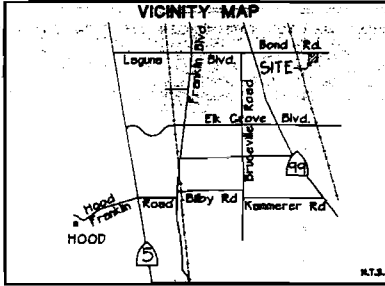 VICINITY MAP
Laguna Blvd.
Franklin Blvd.
Bond Rd.
SITE
Bruceville Road
Elk Grove Blvd.
99
Hood Franklin Road
Bilby Rd
Kammerer Rd
HOOD
5
N.T.S.